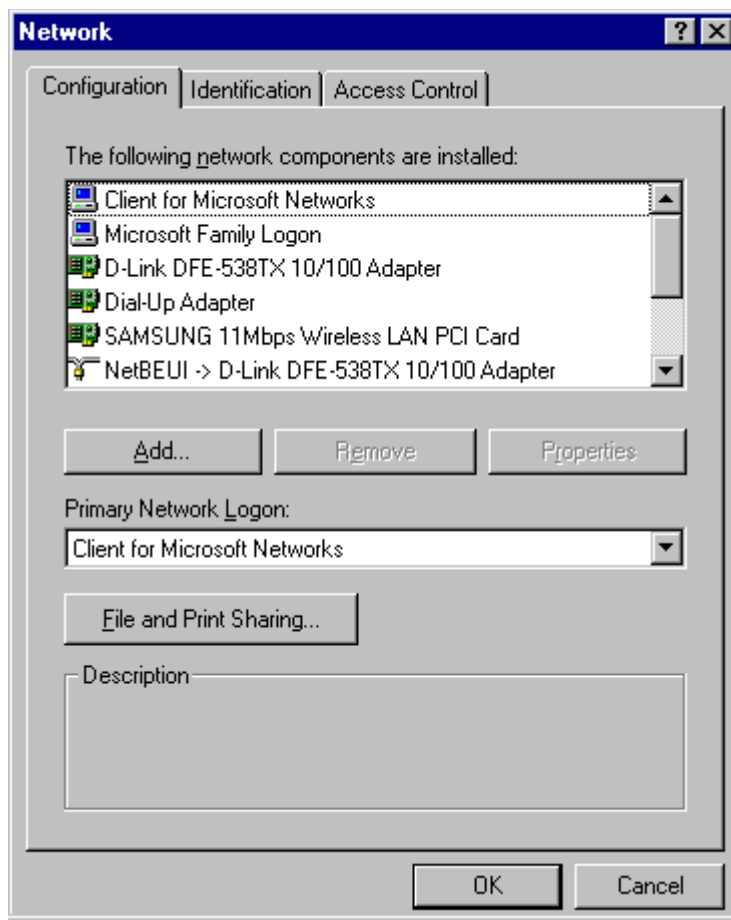 Network
Configuration Identification Access Control
The following network components are installed:
Client for Microsoft Networks
Microsoft Family Logon
D-Link DFE-538TX 10/100 Adapter
Dial-Up Adapter
SAMSUNG 11Mbps Wireless LAN PCI Card
NetBEUI -> D-Link DFE-538TX 10/100 Adapter
Add... Remove Properties
Primary Network Logon:
Client for Microsoft Networks
File and Print Sharing...
Description
OK Cancel